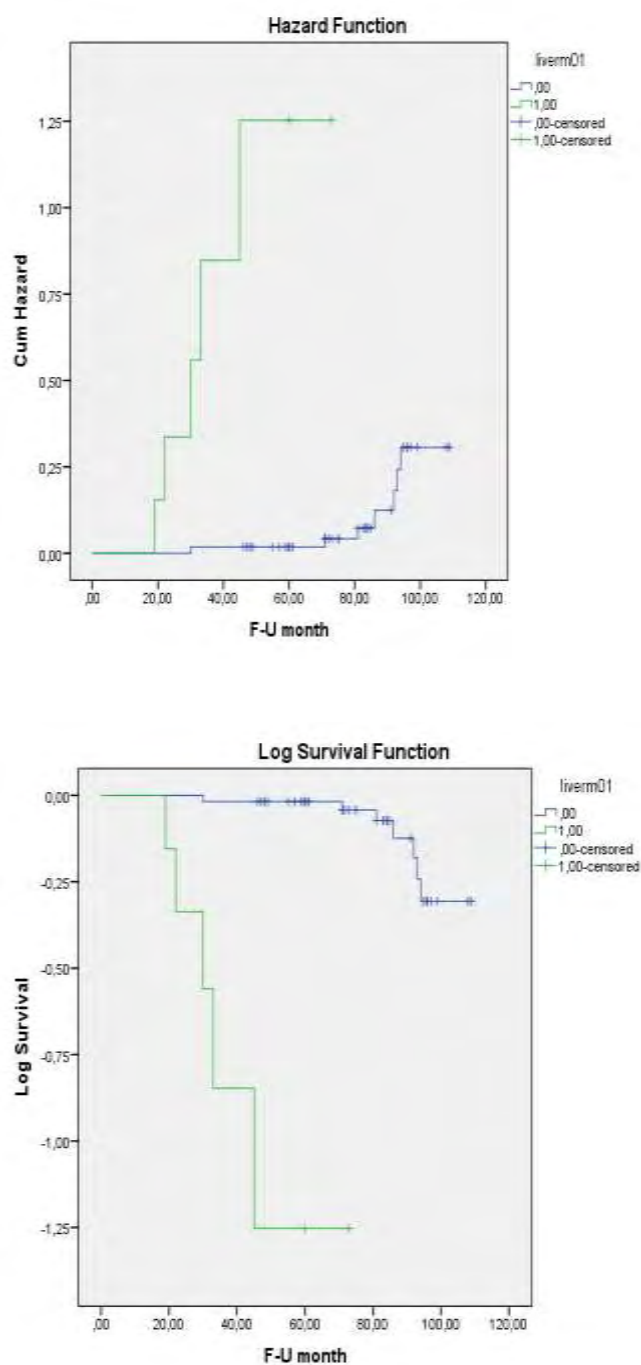 Hazard Function
liverm01
,00
1,00
,00-censored
1,00-censored
1,25
1,00
0,75
0,50
0,25
0,00
Cum Hazard
,00 20,00 40,00 60,00 80,00 100,00 120,00
F-U month
Log Survival Function
liverm01
,00
1,00
,00-censored
1,00-censored
0,00
-0,25
-0,50
-0,75
-1,00
-1,25
Log Survival
,00 20,00 40,00 60,00 80,00 100,00 120,00
F-U month